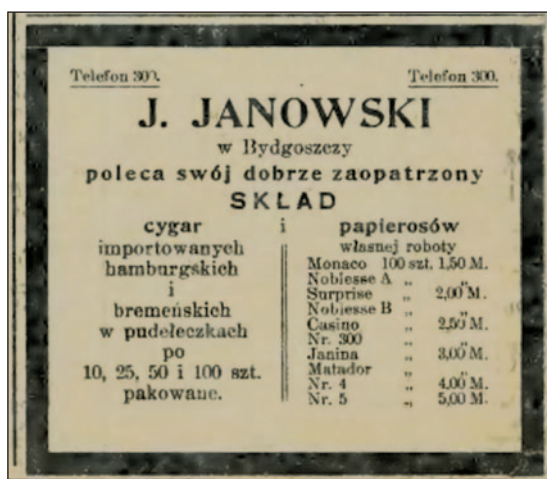 Telefon 300. Telefon 300.
J. JANOWSKI
w Bydgoszczy
poleca swój dobrze zaopatrzony
SKŁAD
cygar i papierosów
importowanych
hamburgskich
i
bremeńskich
w pudełeczkach
po
10, 25, 50 i 100 szt.
pakowane.
własnej roboty
Monaco 100 szt. 1,50 M.
Nobiesse A „ „
Surprise „ 2,00 M.
Nobiesse B „ „
Casino „ 2,50 M.
Nr. 300 „ „
Janina „ 3,00 M.
Matador „ „
Nr. 4 „ 4,00 M.
Nr. 5 „ 5,00 M.